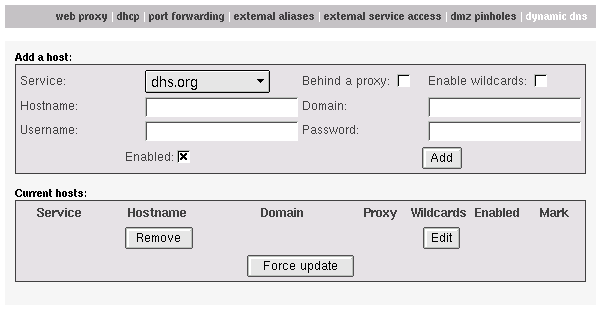 web proxy | dhcp | port forwarding | external aliases | external service access | dmz pinholes | dynamic dns
Add a host:
Service: dhs.org Behind a proxy: Enable wildcards:
Hostname: Domain:
Username: Password:
Enabled: Add
Current hosts:
Service Hostname Domain Proxy Wildcards Enabled Mark
Remove Edit
Force update